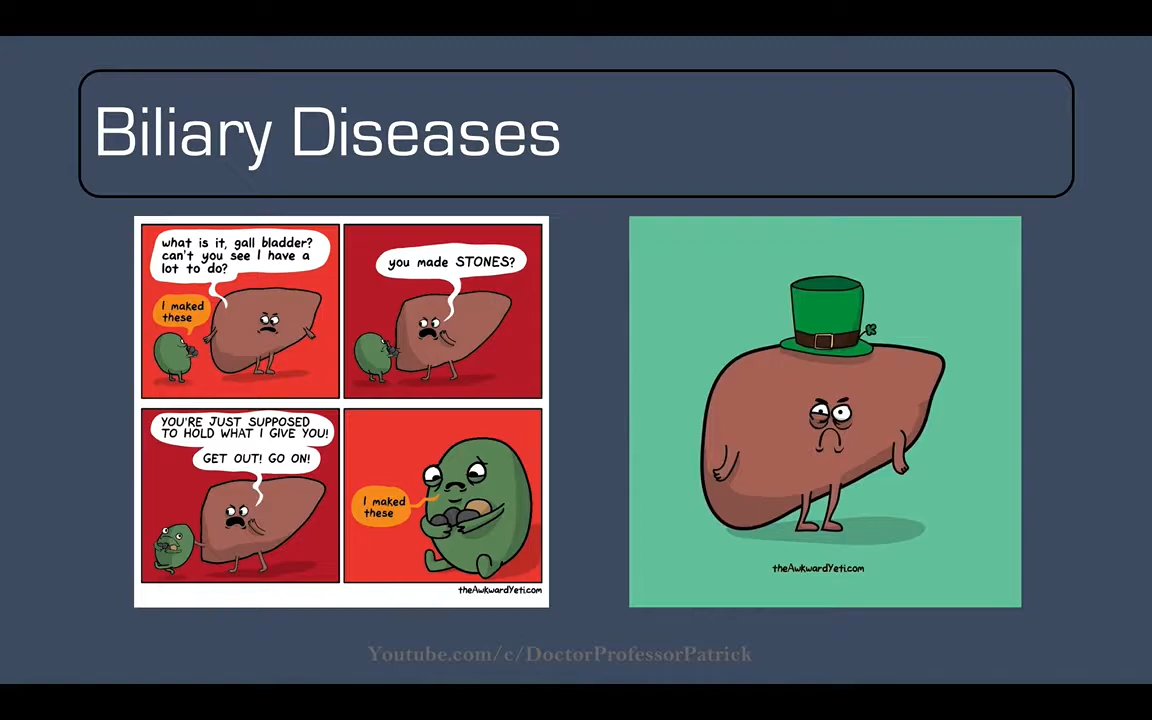 Biliary Diseases
what is it, gall bladder?
can't you see I have a
lot to do?
I maked
these
you made STONES?
YOU'RE JUST SUPPOSED
TO HOLD WHAT I GIVE YOU!
GET OUT! GO ON!
I maked
these
theAwkwardYeti.com
theAwkwardYeti.com
Youtube.com/c/DoctorProfessorPatrick